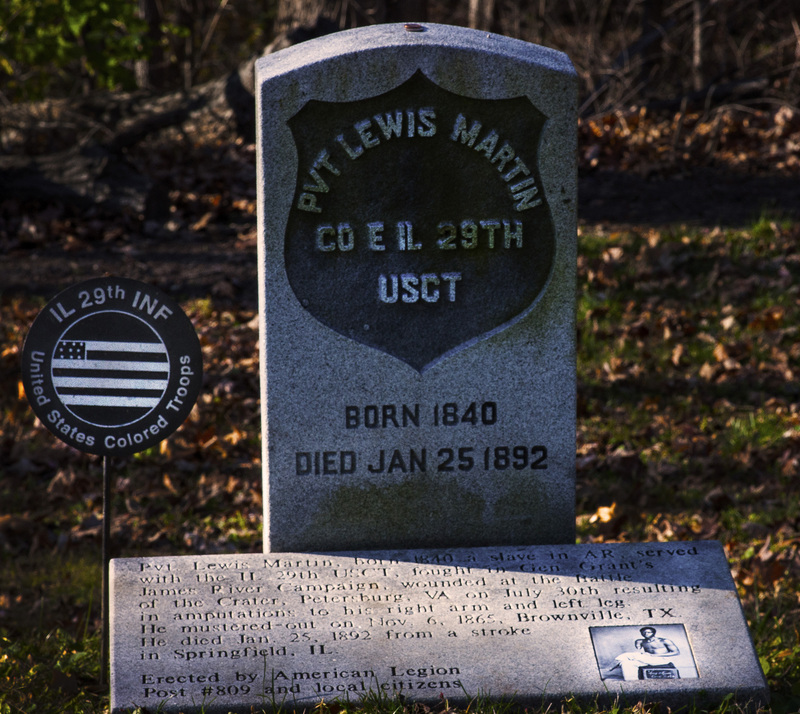 PVT LEWIS MARTIN
CO E IL 29TH
USCT
BORN 1840
DIED JAN 25 1892
IL 29th INF
United States Colored Troops
Pvt. Lewis Martin, born 1840 a slave in AR, served
with the IL 29th USCT, fought in Gen. Grant's
James River Campaign, wounded at the Battle
of the Crater, Petersburg, VA on July 30th resulting
in amputations to his right arm and left leg.
He mustered-out on Nov. 6, 1865, Brownville, TX.
He died Jan. 25, 1892 from a stroke
in Springfield, IL.
Erected by American Legion
Post #809 and local citizens